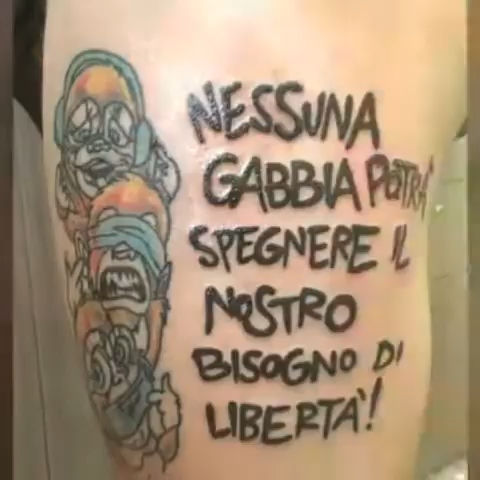 NESSUNA
GABBIA POTRA'
SPEGNERE IL
NOSTRO
BISOGNO DI
LIBERTA'!